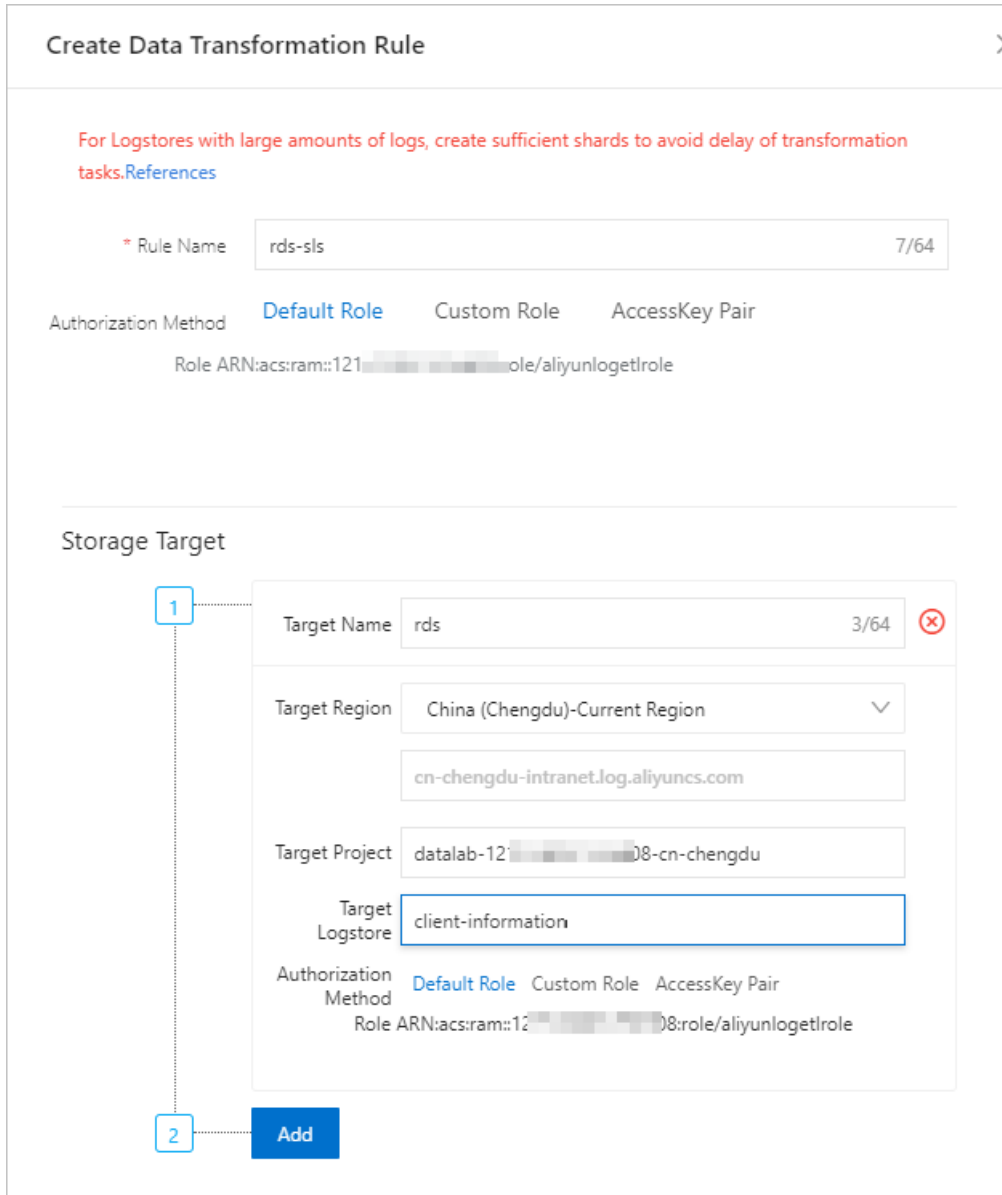 Create Data Transformation Rule
For Logstores with large amounts of logs, create sufficient shards to avoid delay of transformation
tasks.References
* Rule Name rds-sls 7/64
Authorization Method Default Role Custom Role AccessKey Pair
Role ARN:acs:ram::121 ole/aliyunlogetlrole
Storage Target
1
Target Name rds 3/64
Target Region China (Chengdu)-Current Region
cn-chengdu-intranet.log.aliyuncs.com
Target Project datalab-12 08-cn-chengdu
Target
Logstore
client-information
Authorization
Method
Default Role Custom Role AccessKey Pair
Role ARN:acs:ram::12 08:role/aliyunlogetlrole
2 Add